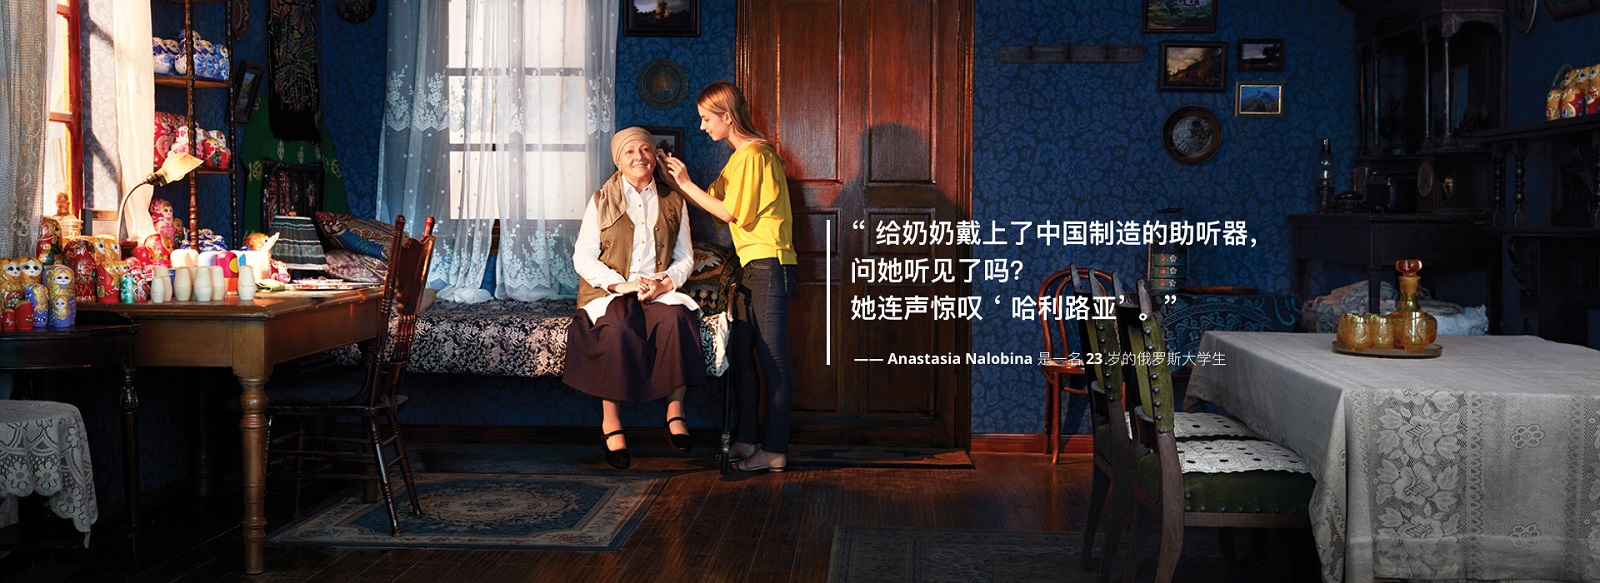 “ 给奶奶戴上了中国制造的助听器，
问她听见了吗？
她连声惊叹 ‘ 哈利路亚’ 。”
—— Anastasia Nalobina 是一名 23 岁的俄罗斯大学生